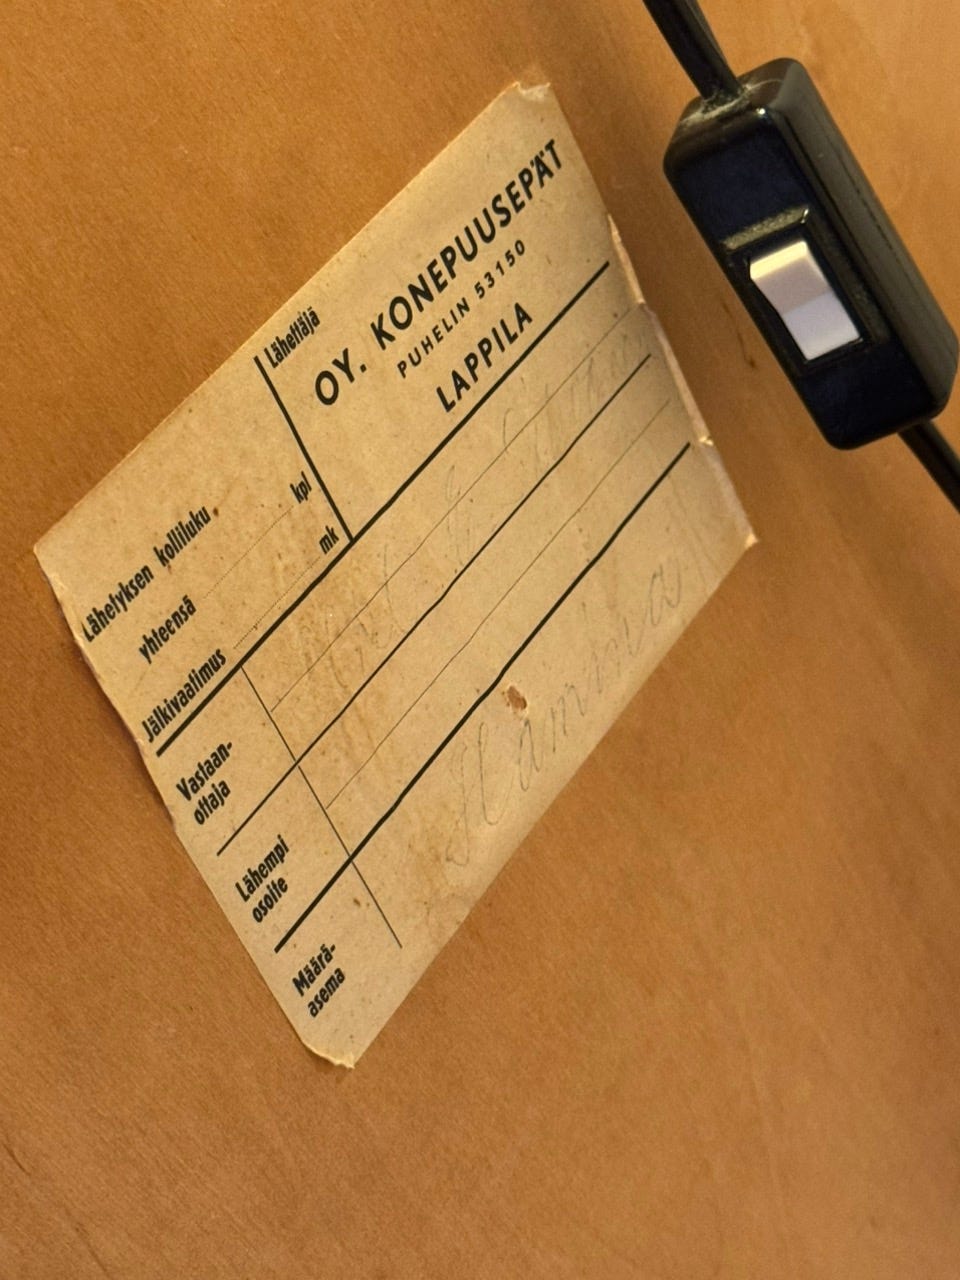 Lähetyksen kolliluku
yhteensä kpl
Jälkivaatimus mk
Lähettäjä
OY. KONEPUUSEPÄT
PUHELIN 53150
LAPPILA
Vastaan-
ottaja
Lähempi
osoite
Määrä-
asema